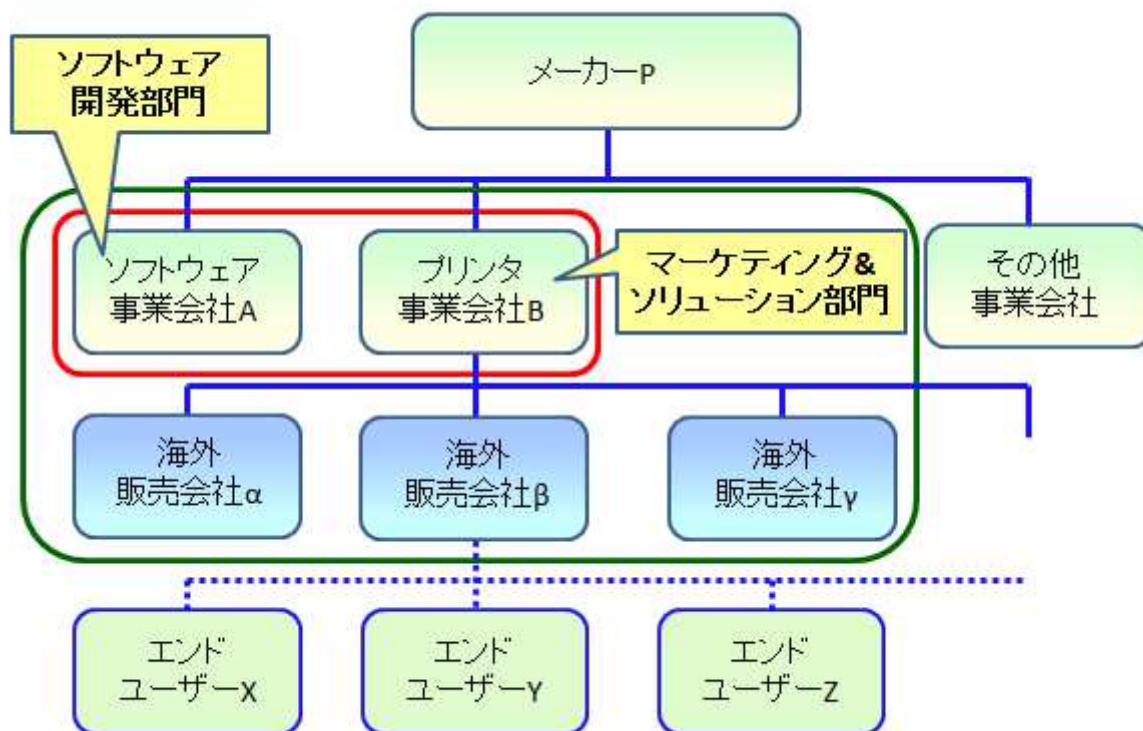 ソフトウェア
開発部門
メーカーP
ソフトウェア
事業会社A
プリンタ
事業会社B
マーケティング&
ソリューション部門
その他
事業会社
海外
販売会社α
海外
販売会社β
海外
販売会社γ
エンド
ユーザーX
エンド
ユーザーY
エンド
ユーザーZ